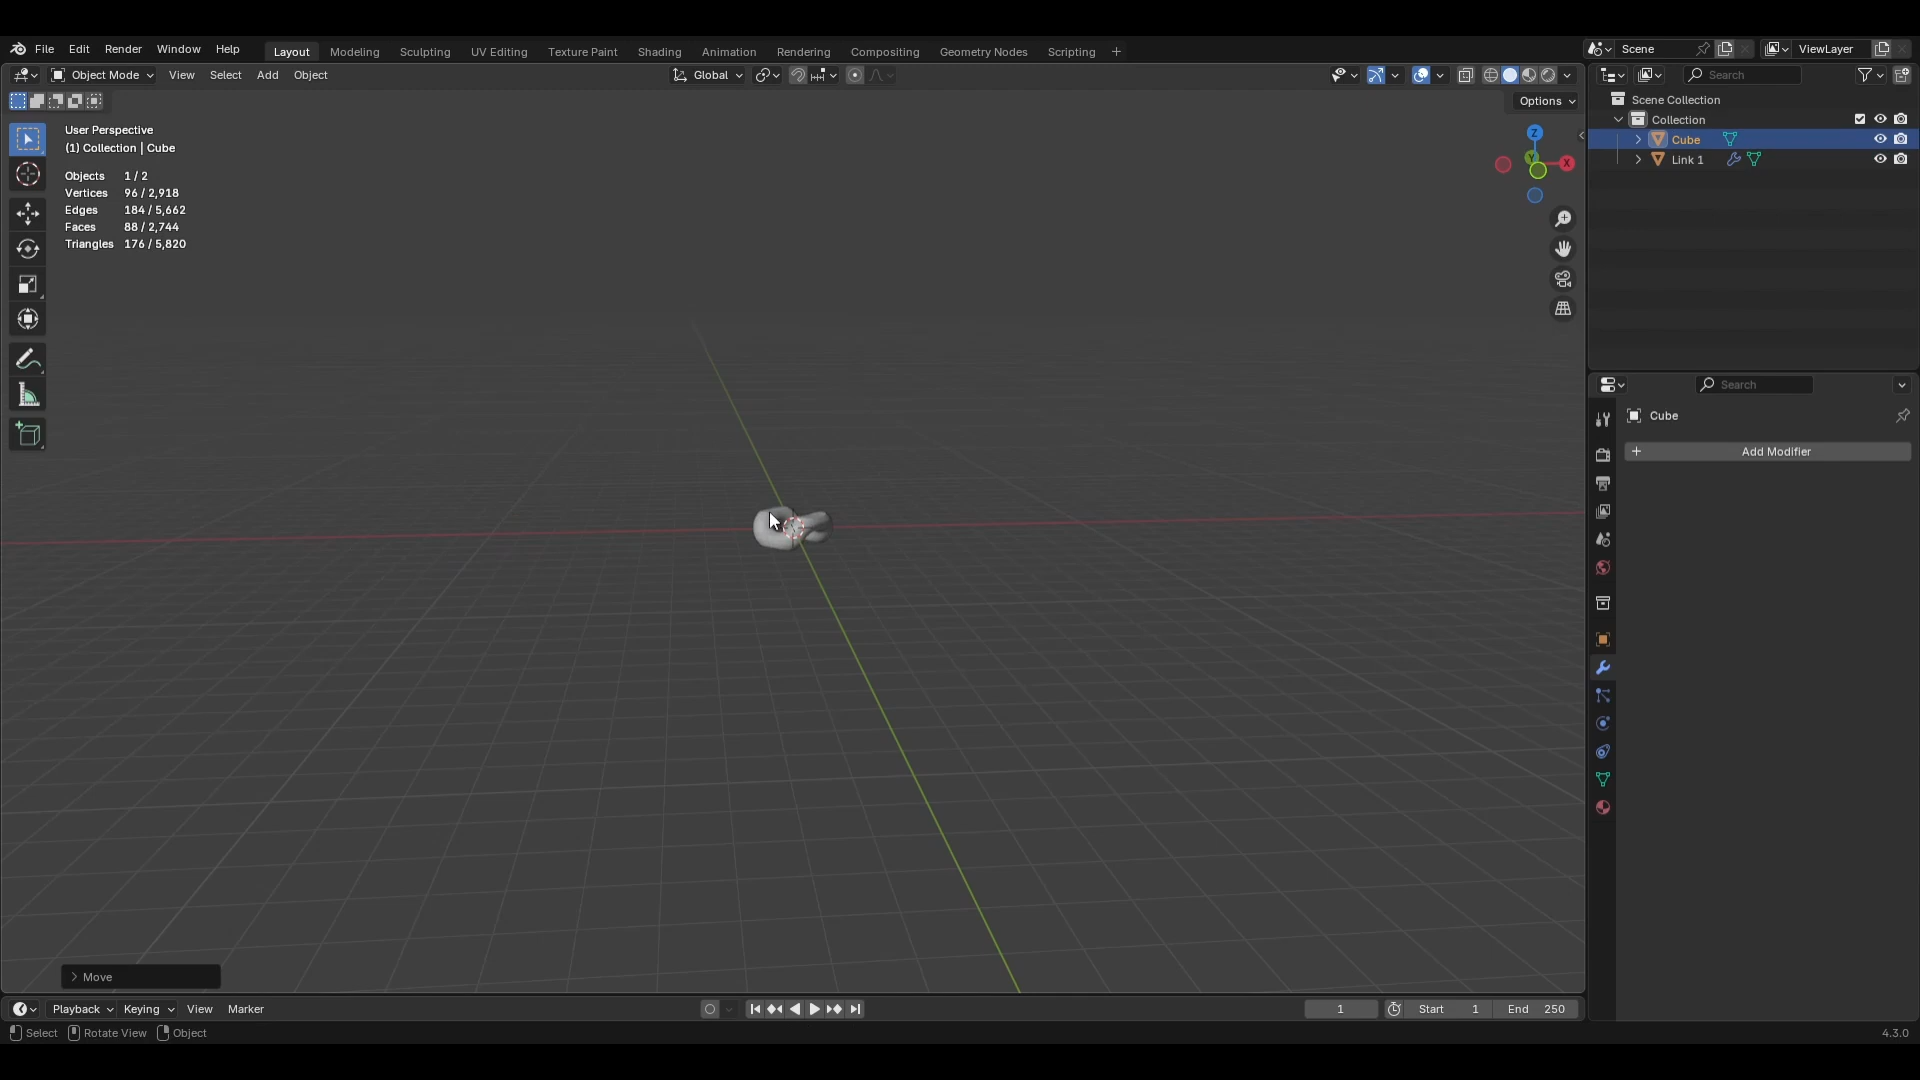 File Edit Render Window Help Layout Modeling Sculpting UV Editing Texture Paint Shading Animation Rendering Compositing Geometry Nodes Scripting + Scene ViewLayer
Object Mode View Select Add Object Global Search
Options
User Perspective
(1) Collection | Cube
Objects 1 / 2
Vertices 96 / 2,918
Edges 184 / 5,662
Faces 88 / 2,744
Triangles 176 / 5,820
Z
Y
X
Scene Collection
Collection
Cube
Link 1
Search
Cube
+ Add Modifier
> Move
Playback Keying View Marker 1 Start 1 End 250
Select Rotate View Object 4.3.0